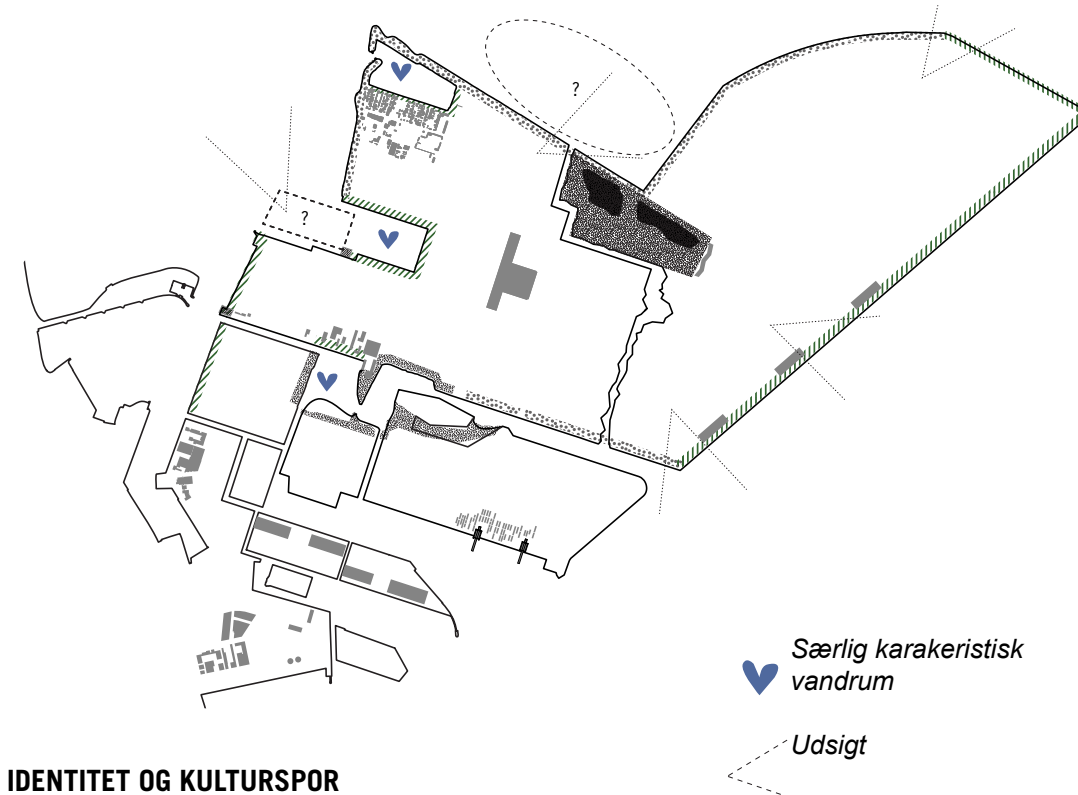 ?
?
Særlig karakeristisk
vandrum
Udsigt
IDENTITET OG KULTURSPOR